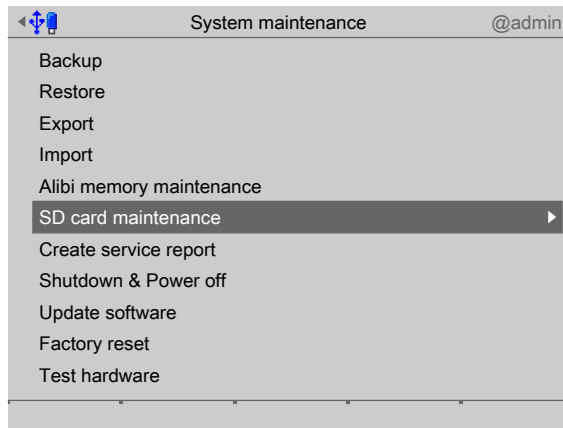 System maintenance @admin
Backup
Restore
Export
Import
Alibi memory maintenance
SD card maintenance
Create service report
Shutdown & Power off
Update software
Factory reset
Test hardware